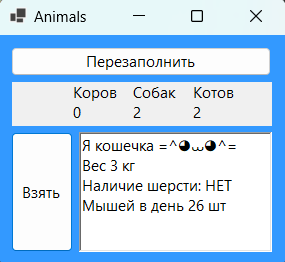 Animals
Перезаполнить
Коров Собак Котов
0 2 2
Взять
Я кошечка =^◕ω◕^=
Вес 3 кг
Наличие шерсти: НЕТ
Мышей в день 26 шт